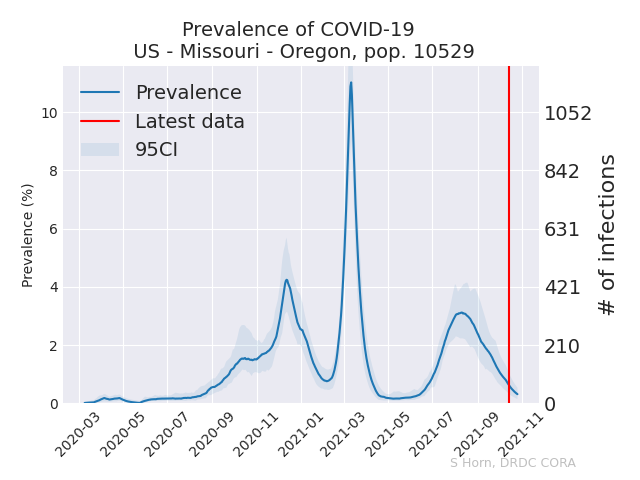 Prevalence of COVID-19
US - Missouri - Oregon, pop. 10529
Prevalence
Latest data
95CI
Prevalence (%)
10
8
6
4
2
0
1052
842
631
421
210
0
# of infections
2020-03
2020-05
2020-07
2020-09
2020-11
2021-01
2021-03
2021-05
2021-07
2021-09
2021-11
S Horn, DRDC CORA